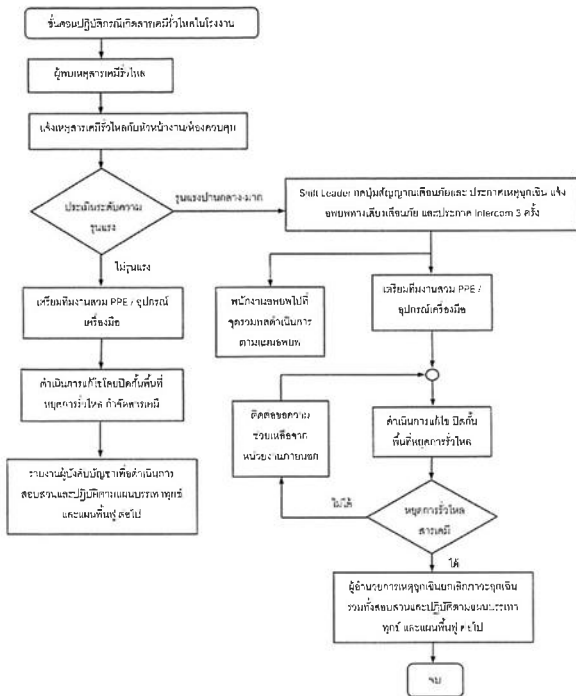 ขั้นตอนปฏิบัติกรณีเกิดสารเคมีรั่วไหลในโรงงาน
ผู้พบเหตุสารเคมีรั่วไหล
แจ้งเหตุสารเคมีรั่วไหลกับหัวหน้างาน/ห้องควบคุม
ประเมินระดับความ
รุนแรง
รุนแรงปานกลาง-มาก
Shift Leader กดปุ่มสัญญาณเตือนภัยและ ประกาศเหตุฉุกเฉิน แจ้ง
อพยพทางเสียงเตือนภัย และประกาศ Intercom 3 ครั้ง
ไม่รุนแรง
เตรียมทีมงานสวม PPE / อุปกรณ์
เครื่องมือ
ดำเนินการแก้ไขโดยปิดกั้นพื้นที่
หยุดการรั่วไหล กำจัดสารเคมี
รายงานผู้บังคับบัญชาเพื่อดำเนินการ
สอบสวนและปฏิบัติตามแผนบรรเทาทุกข์
และแผนฟื้นฟู ต่อไป
พนักงานอพยพไปที่
จุดรวมพลดำเนินการ
ตามแผนอพยพ
เตรียมทีมงานสวม PPE /
อุปกรณ์เครื่องมือ
ติดต่อขอความ
ช่วยเหลือจาก
หน่วยงานภายนอก
ดำเนินการแก้ไข ปิดกั้น
พื้นที่หยุดการรั่วไหล
ไม่ได้
หยุดการรั่วไหล
สารเคมี
ได้
ผู้อำนวยการเหตุฉุกเฉินยกเลิกภาวะฉุกเฉิน
รวมทั้งสอบสวนและปฏิบัติตามแผนบรรเทา
ทุกข์ และแผนฟื้นฟู ต่อไป
จบ